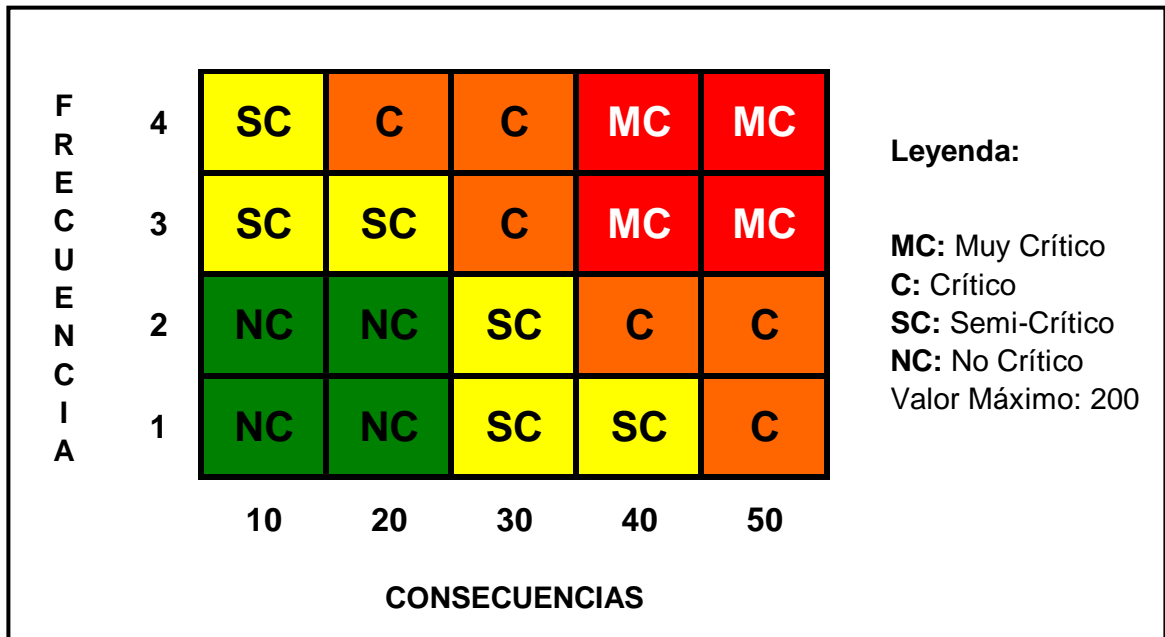 FRECUENCIA
4 SC C C MC MC
3 SC SC C MC MC
2 NC NC SC C C
1 NC NC SC SC C
10 20 30 40 50
CONSECUENCIAS
Leyenda:
MC: Muy Crítico
C: Crítico
SC: Semi-Crítico
NC: No Crítico
Valor Máximo: 200